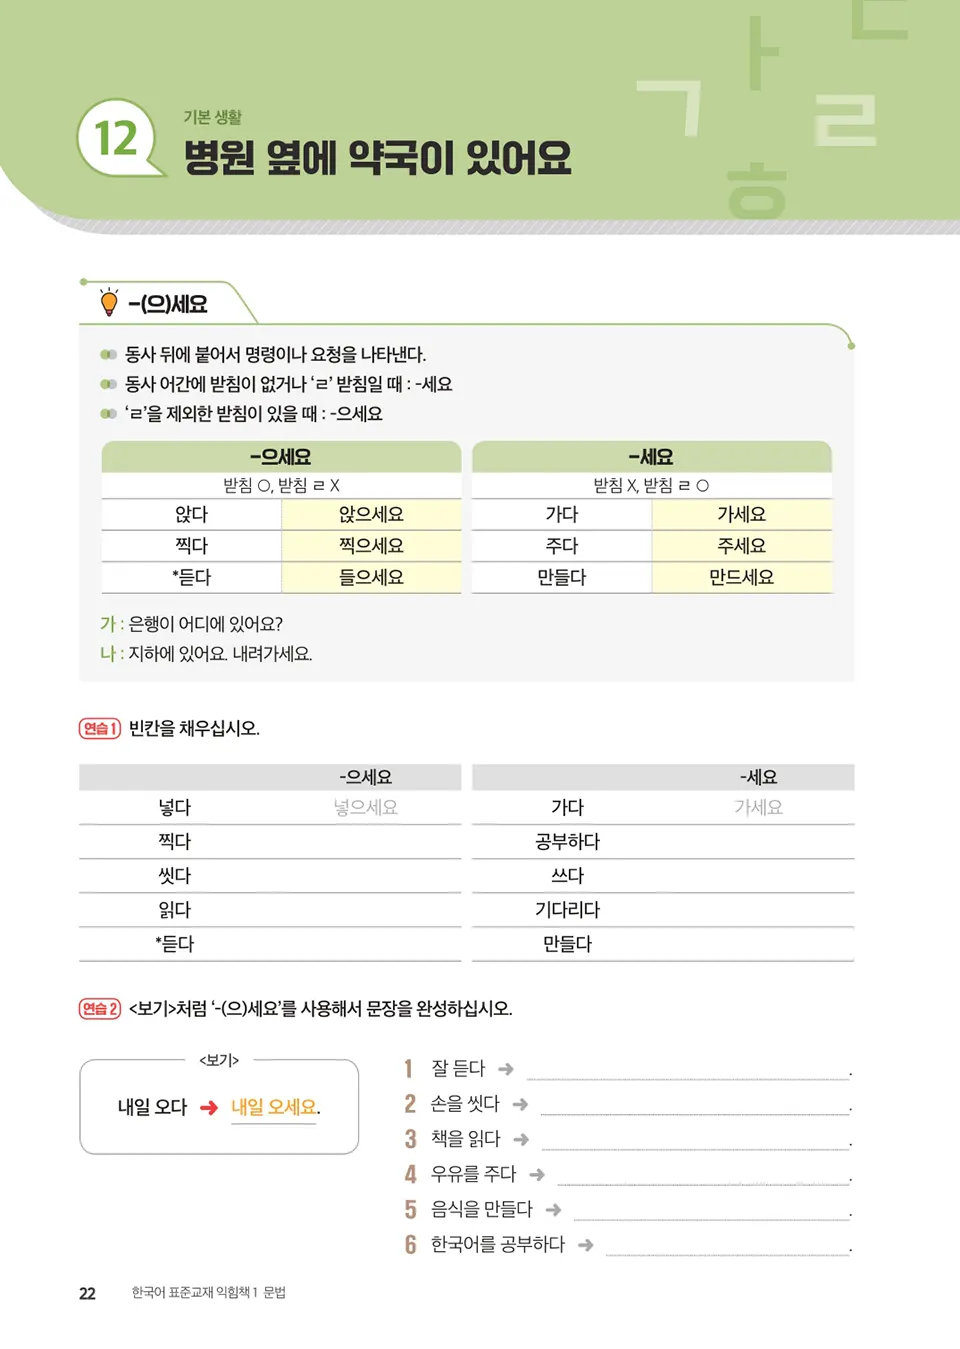 12
기본 생활
병원 옆에 약국이 있어요
ㄱ ㅏ ㄴ ㄹ ㅎ
-(으)세요
동사 뒤에 붙어서 명령이나 요청을 나타낸다.
동사 어간에 받침이 없거나 ‘ㄹ’ 받침일 때 : -세요
‘ㄹ’을 제외한 받침이 있을 때 : -으세요
-으세요 -세요
받침 ○, 받침 ㄹ X 받침 X, 받침 ㄹ ○
앉다 앉으세요 가다 가세요
찍다 찍으세요 주다 주세요
*듣다 들으세요 만들다 만드세요
가 : 은행이 어디에 있어요?
나 : 지하에 있어요. 내려가세요.
연습1 빈칸을 채우십시오.
-으세요 -세요
넣다 넣으세요 가다 가세요
찍다 공부하다
씻다 쓰다
읽다 기다리다
*듣다 만들다
연습2 <보기>처럼 ‘-(으)세요’를 사용해서 문장을 완성하십시오.
<보기>
내일 오다 ➜ 내일 오세요.
1 잘 듣다 ➜ .
2 손을 씻다 ➜ .
3 책을 읽다 ➜ .
4 우유를 주다 ➜ .
5 음식을 만들다 ➜ .
6 한국어를 공부하다 ➜ .
22 한국어 표준교재 익힘책 1 문법